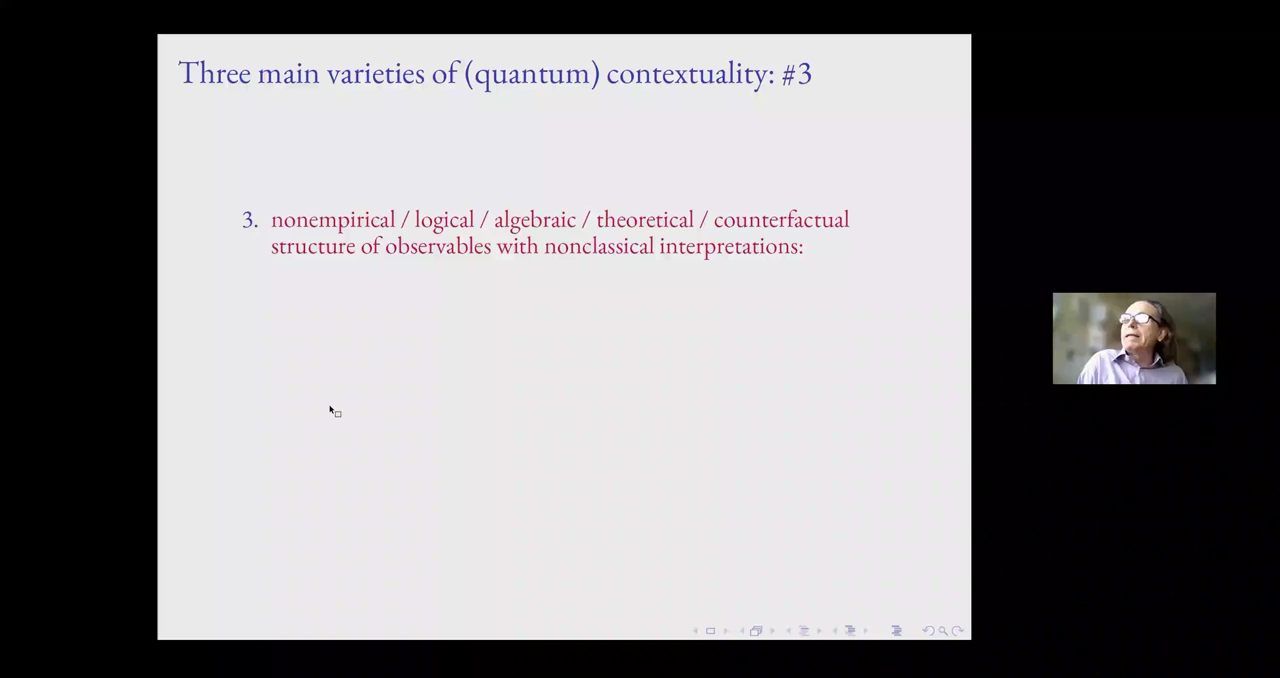 Three main varieties of (quantum) contextuality: #3
3. nonempirical / logical / algebraic / theoretical / counterfactual
structure of observables with nonclassical interpretations: